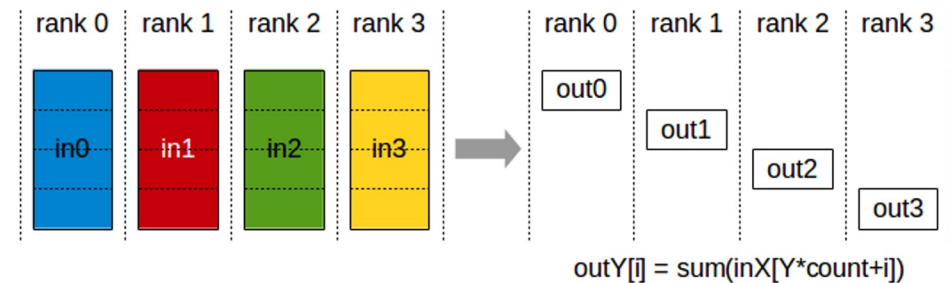 rank 0 rank 1 rank 2 rank 3 rank 0 rank 1 rank 2 rank 3
in0 in1 in2 in3
out0
out1
out2
out3
outY[i] = sum(inX[Y*count+i])